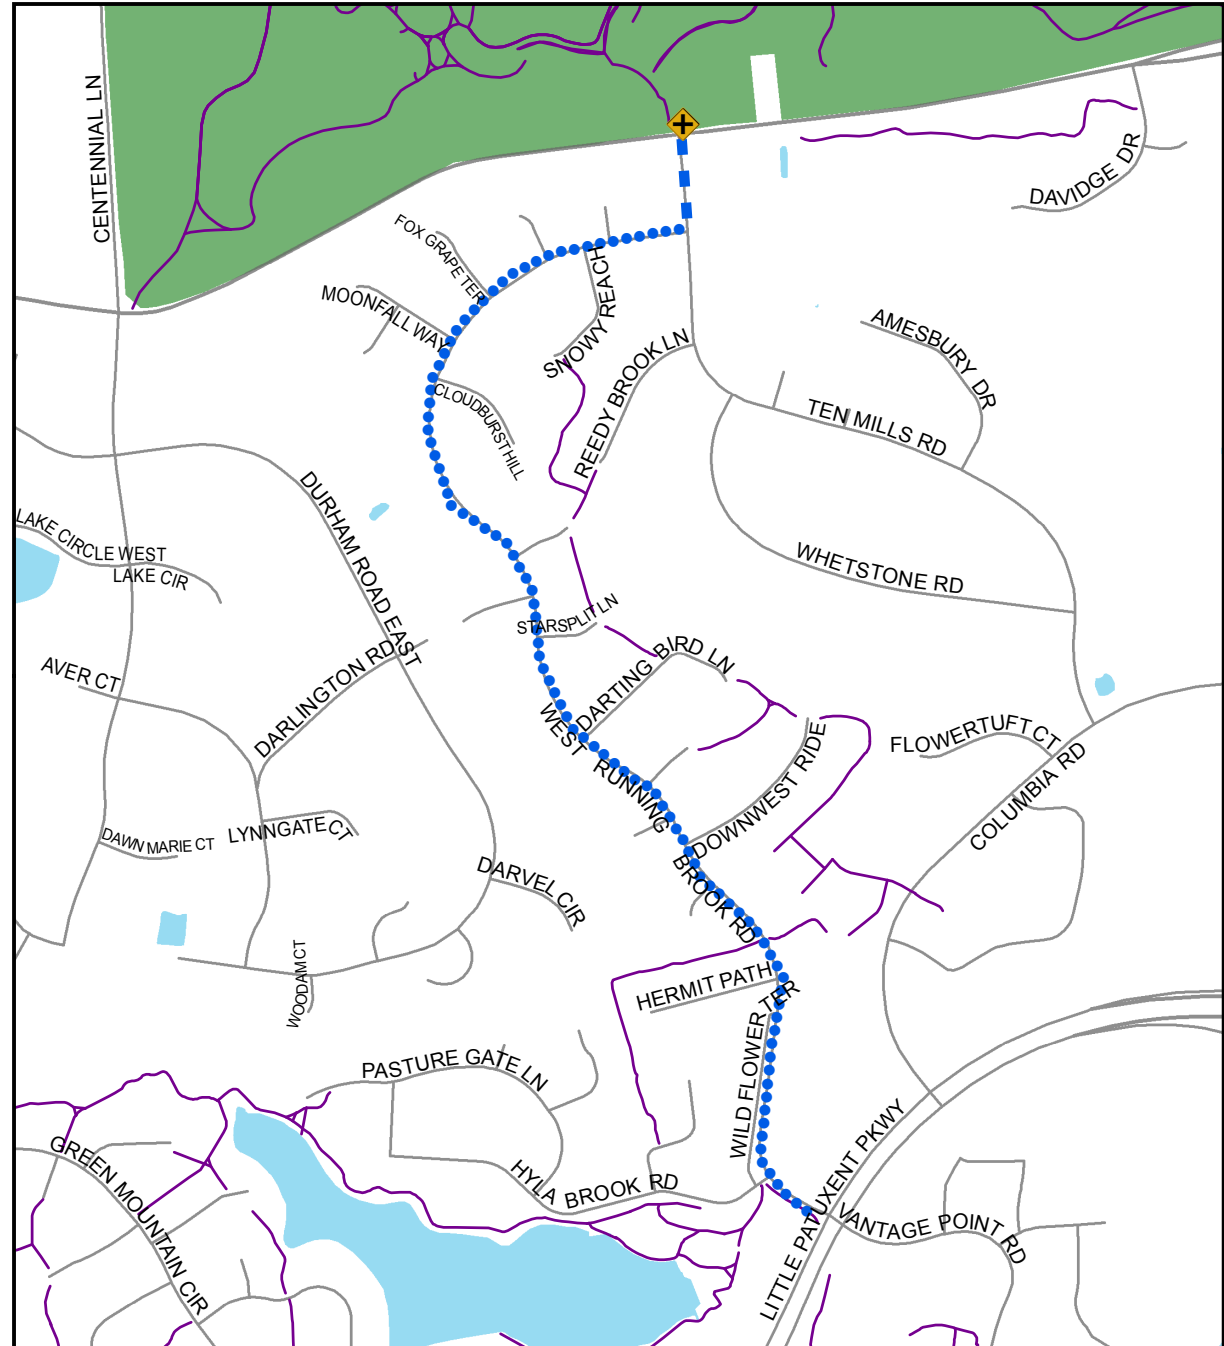 CENTENNIAL LN
DAVIDGE DR
FOX GRAPE TER
MOONFALL WAY
SNOWY REACH
REEDY BROOK LN
AMESBURY DR
CLOUDBURST HILL
TEN MILLS RD
DURHAM ROAD EAST
LAKE CIRCLE WEST
LAKE CIR
WHETSTONE RD
STARSPLIT LN
AVER CT
DARLINGTON RD
DARTING BIRD LN
WEST RUNNING BROOK RD
FLOWERTUFT CT
COLUMBIA RD
DAWN MARIE CT
LYNNGATE CT
DOWNWEST RIDE
DARVEL CIR
WOODAM CT
HERMIT PATH
WILD FLOWER TER
PASTURE GATE LN
GREEN MOUNTAIN CIR
HYLA BROOK RD
LITTLE PATUXENT PKWY
VANTAGE POINT RD